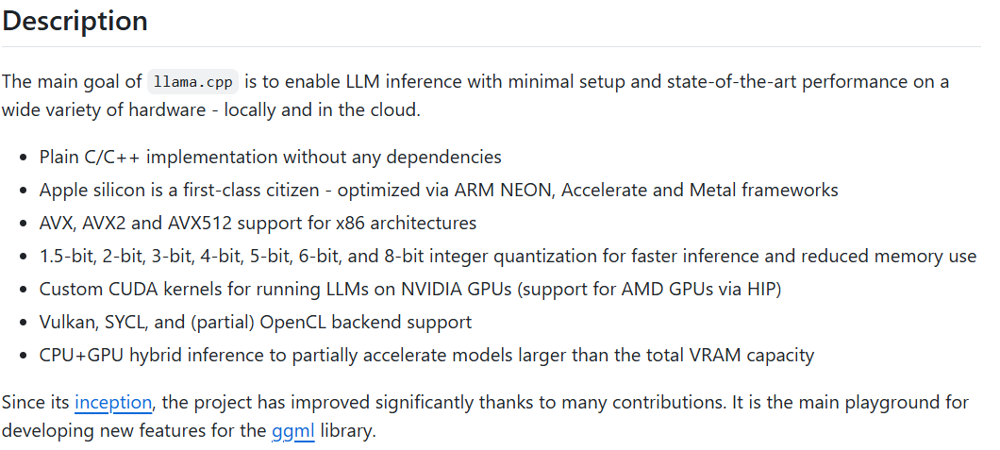 Description
The main goal of llama.cpp is to enable LLM inference with minimal setup and state-of-the-art performance on a
wide variety of hardware - locally and in the cloud.
• Plain C/C++ implementation without any dependencies
• Apple silicon is a first-class citizen - optimized via ARM NEON, Accelerate and Metal frameworks
• AVX, AVX2 and AVX512 support for x86 architectures
• 1.5-bit, 2-bit, 3-bit, 4-bit, 5-bit, 6-bit, and 8-bit integer quantization for faster inference and reduced memory use
• Custom CUDA kernels for running LLMs on NVIDIA GPUs (support for AMD GPUs via HIP)
• Vulkan, SYCL, and (partial) OpenCL backend support
• CPU+GPU hybrid inference to partially accelerate models larger than the total VRAM capacity
Since its inception, the project has improved significantly thanks to many contributions. It is the main playground for
developing new features for the ggml library.